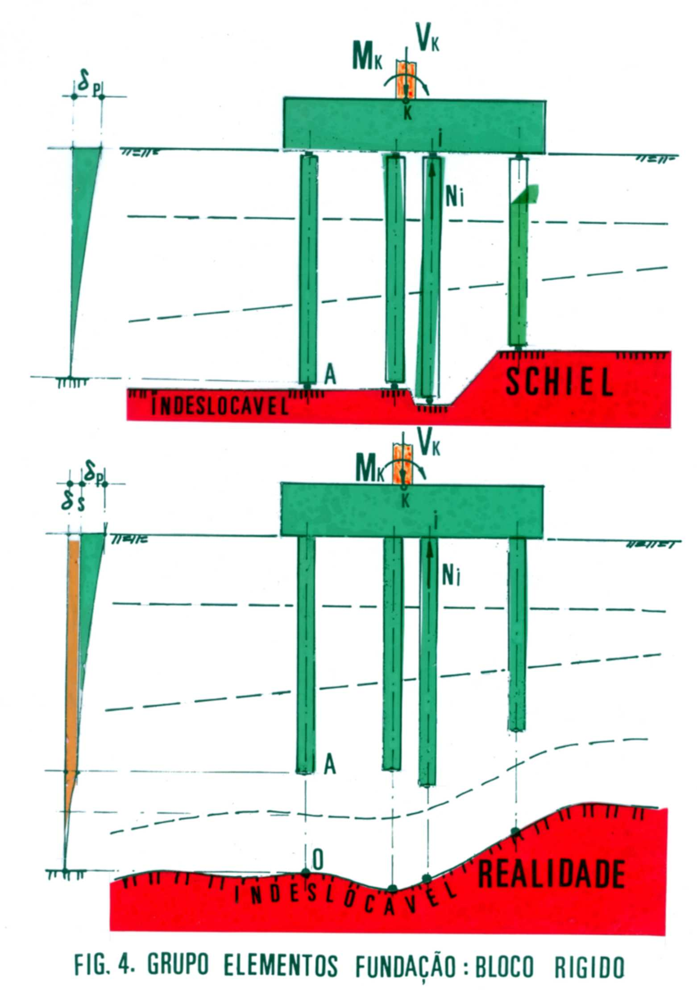 VK
MK
δP
K
i
Ni
A
SCHIEL
INDESLOCAVEL
VK
MK
δP
δS
K
i
Ni
A
O
REALIDADE
INDESLOCAVEL
FIG. 4. GRUPO ELEMENTOS FUNDAÇÃO : BLOCO RIGIDO